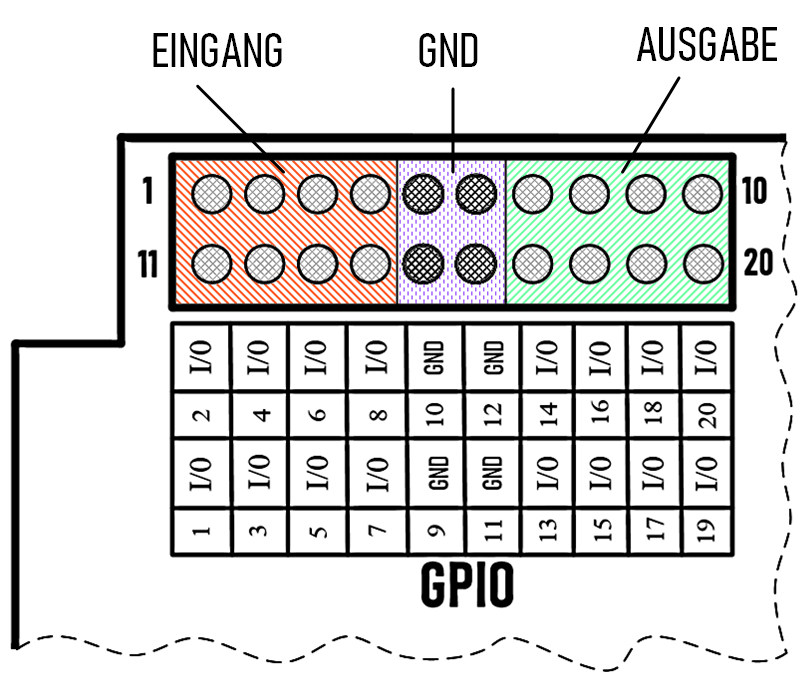 EINGANG GND AUSGABE
1 10
11 20
I/O I/O I/O I/O GND GND I/O I/O I/O I/O
2 4 6 8 10 12 14 16 18 20
I/O I/O I/O I/O GND GND I/O I/O I/O I/O
1 3 5 7 9 11 13 15 17 19
GPIO